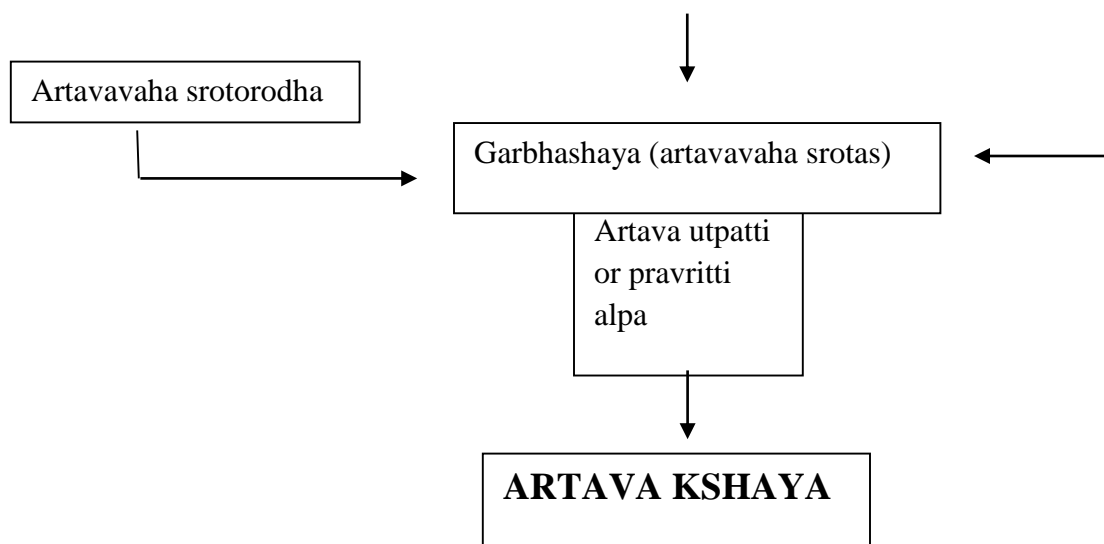 Artavavaha srotorodha
Garbhashaya (artavavaha srotas)
Artava utpatti
or pravritti
alpa
ARTAVA KSHAYA